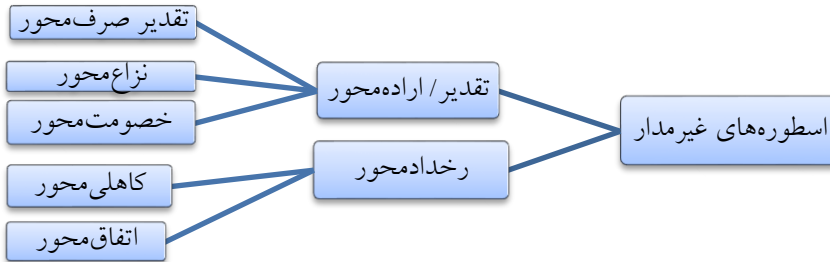 اسطوره‌های غیرمدار
تقدیر/ اراده‌محور
تقدیر صرف‌محور
نزاع‌محور
خصومت‌محور
رخدادمحور
کاهلی‌محور
اتفاق‌محور